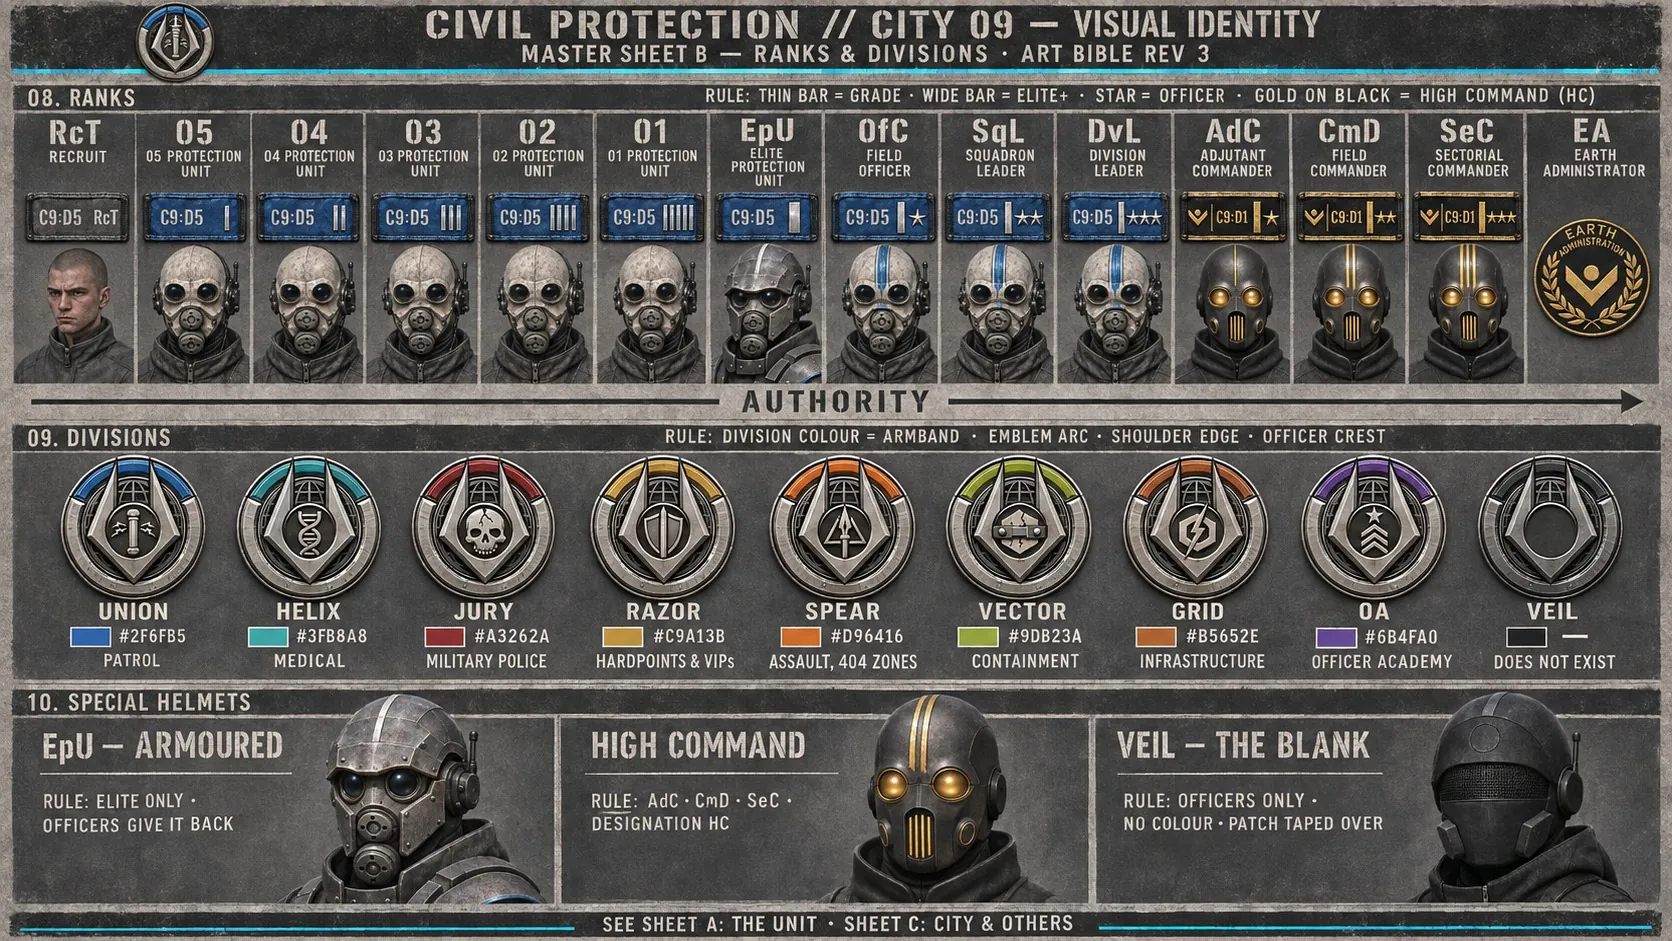 CIVIL PROTECTION // CITY 09 — VISUAL IDENTITY
MASTER SHEET B — RANKS & DIVISIONS · ART BIBLE REV 3
08. RANKS
RULE: THIN BAR = GRADE · WIDE BAR = ELITE+ · STAR = OFFICER · GOLD ON BLACK = HIGH COMMAND (HC)
RcT
RECRUIT
C9:D5 RcT
05
05 PROTECTION
UNIT
C9:D5
04
04 PROTECTION
UNIT
C9:D5
03
03 PROTECTION
UNIT
C9:D5
02
02 PROTECTION
UNIT
C9:D5
01
01 PROTECTION
UNIT
C9:D5
EpU
ELITE
PROTECTION
UNIT
C9:D5
OfC
FIELD
OFFICER
C9:D5
SqL
SQUADRON
LEADER
C9:D5
DvL
DIVISION
LEADER
C9:D5
AdC
ADJUTANT
COMMANDER
C9:D1
CmD
FIELD
COMMANDER
C9:D1
SeC
SECTORIAL
COMMANDER
C9:D1
EA
EARTH
ADMINISTRATOR
EARTH
ADMINISTRATION
AUTHORITY
09. DIVISIONS
RULE: DIVISION COLOUR = ARMBAND · EMBLEM ARC · SHOULDER EDGE · OFFICER CREST
UNION
#2F6FB5
PATROL
HELIX
#3FB8A8
MEDICAL
JURY
#A3262A
MILITARY POLICE
RAZOR
#C9A13B
HARDPOINTS & VIPs
SPEAR
#D96416
ASSAULT, 404 ZONES
VECTOR
#9DB23A
CONTAINMENT
GRID
#B5652E
INFRASTRUCTURE
OA
#6B4FA0
OFFICER ACADEMY
VEIL
—
DOES NOT EXIST
10. SPECIAL HELMETS
EpU — ARMOURED
RULE: ELITE ONLY ·
OFFICERS GIVE IT BACK
HIGH COMMAND
RULE: AdC · CmD · SeC ·
DESIGNATION HC
VEIL — THE BLANK
RULE: OFFICERS ONLY ·
NO COLOUR · PATCH TAPED OVER
SEE SHEET A: THE UNIT · SHEET C: CITY & OTHERS